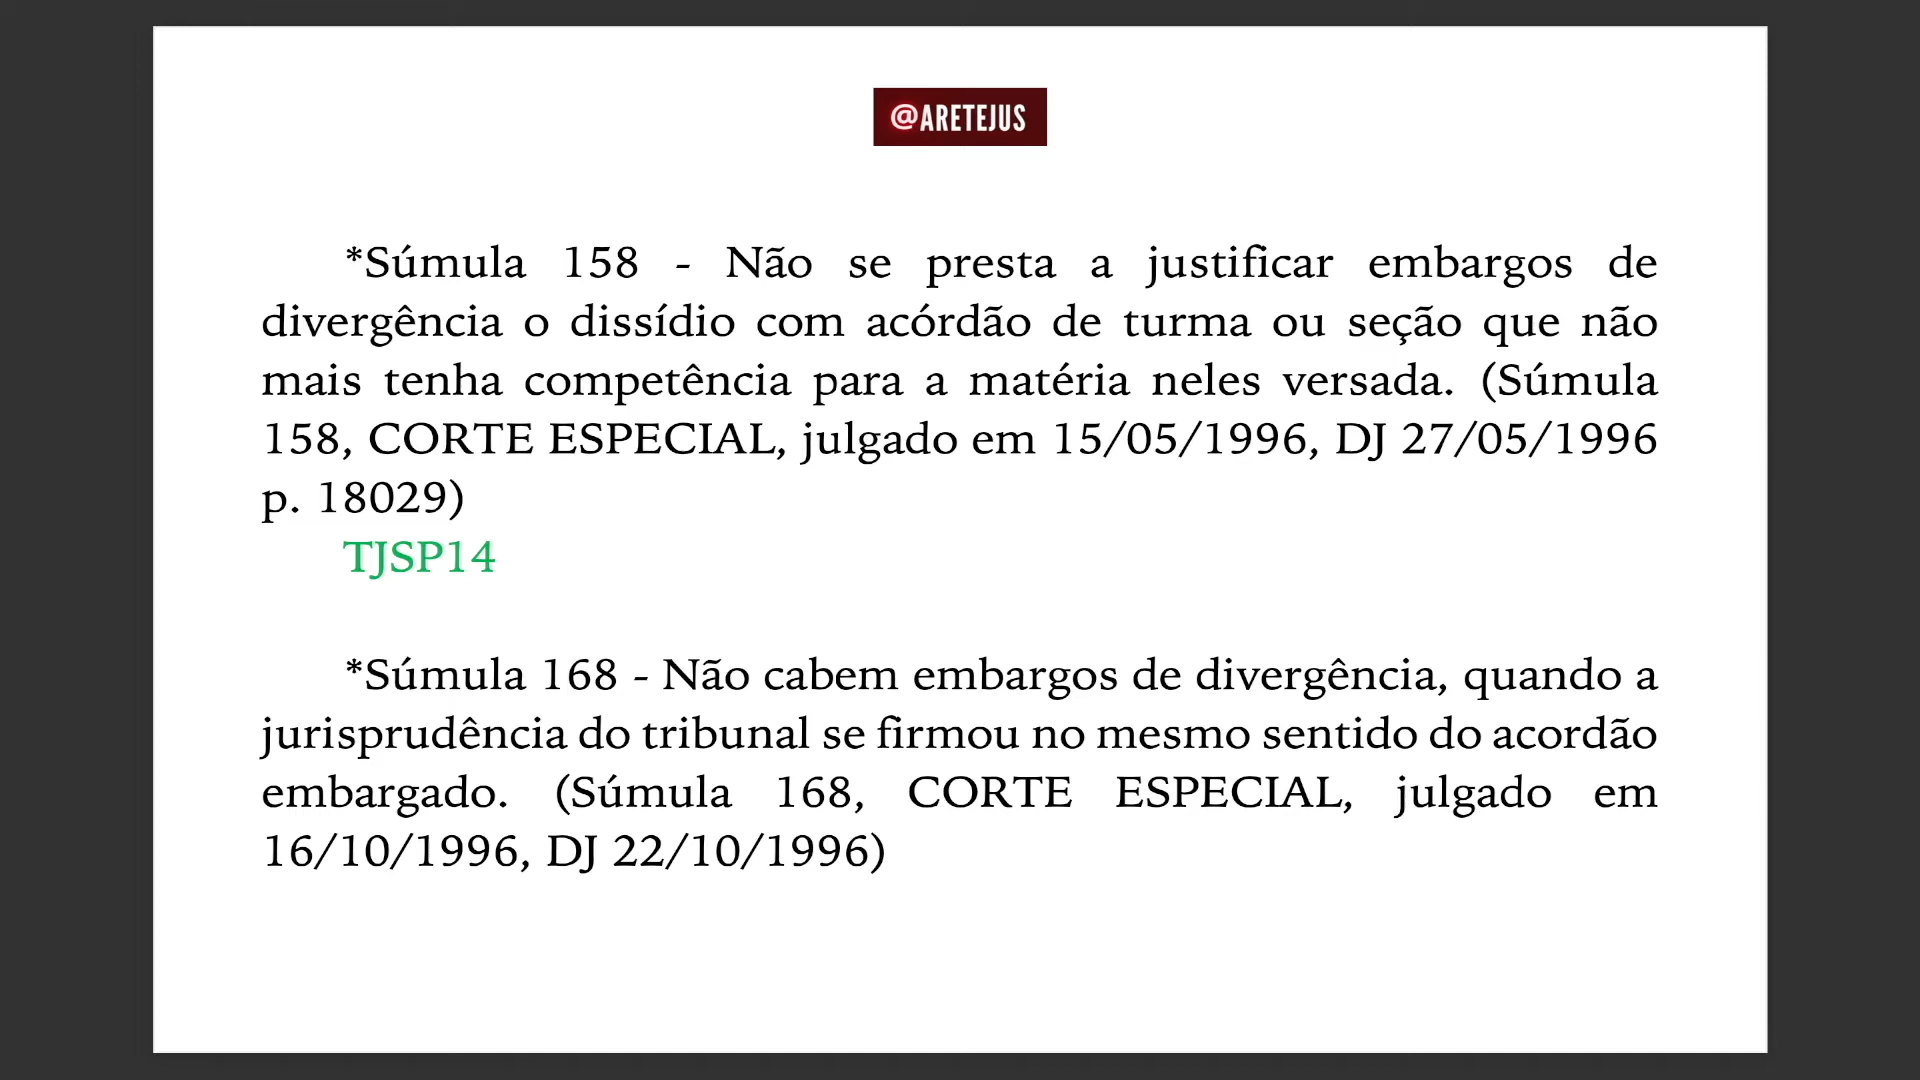 @ARETEJUS
*Súmula 158 - Não se presta a justificar embargos de
divergência o dissídio com acórdão de turma ou seção que não
mais tenha competência para a matéria neles versada. (Súmula
158, CORTE ESPECIAL, julgado em 15/05/1996, DJ 27/05/1996
p. 18029)
TJSP14
*Súmula 168 - Não cabem embargos de divergência, quando a
jurisprudência do tribunal se firmou no mesmo sentido do acordão
embargado. (Súmula 168, CORTE ESPECIAL, julgado em
16/10/1996, DJ 22/10/1996)